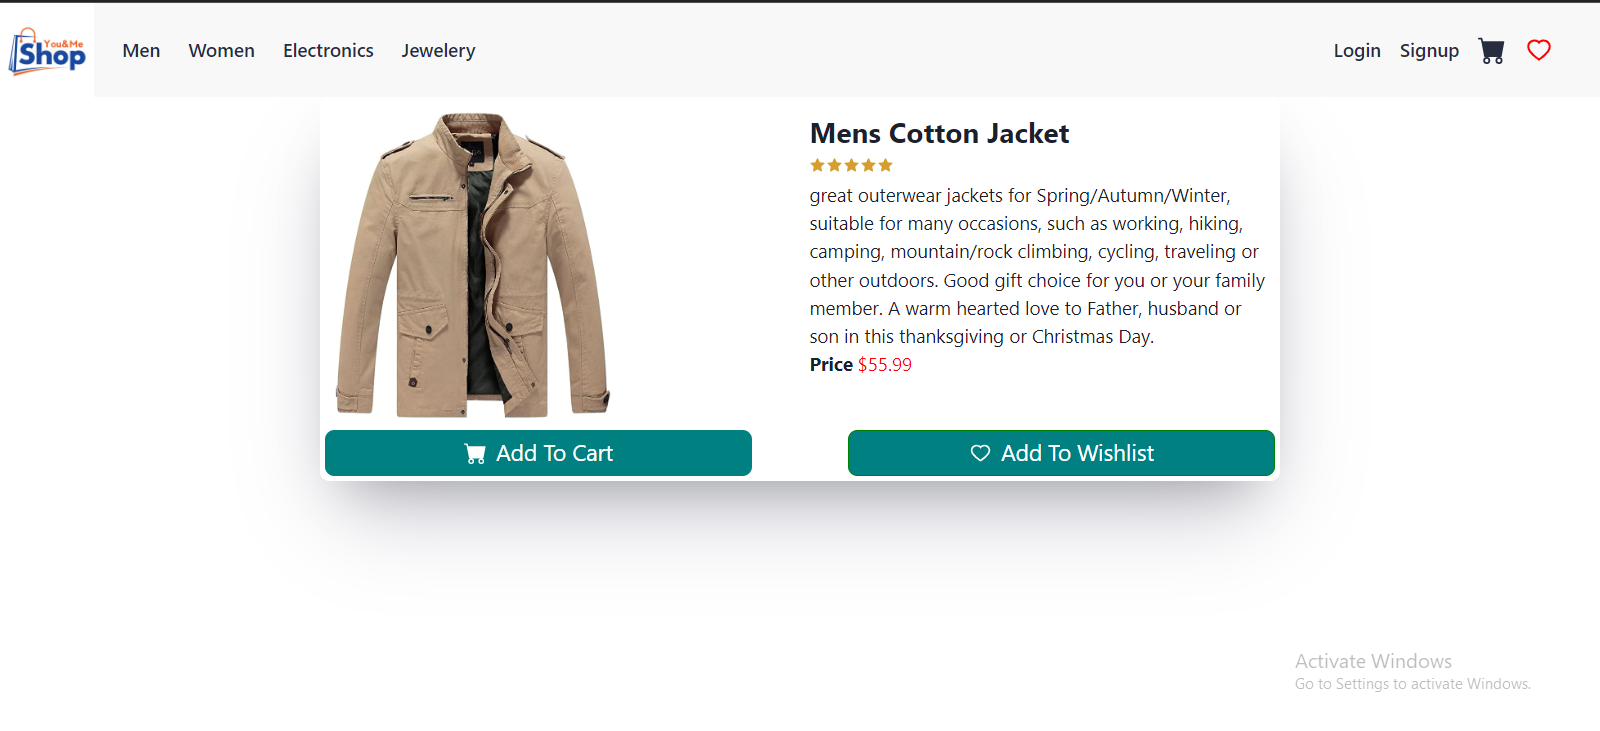 You&Me
Shop
Men Women Electronics Jewelery
Login Signup
Mens Cotton Jacket
great outerwear jackets for Spring/Autumn/Winter,
suitable for many occasions, such as working, hiking,
camping, mountain/rock climbing, cycling, traveling or
other outdoors. Good gift choice for you or your family
member. A warm hearted love to Father, husband or
son in this thanksgiving or Christmas Day.
Price $55.99
Add To Cart
Add To Wishlist
Activate Windows
Go to Settings to activate Windows.